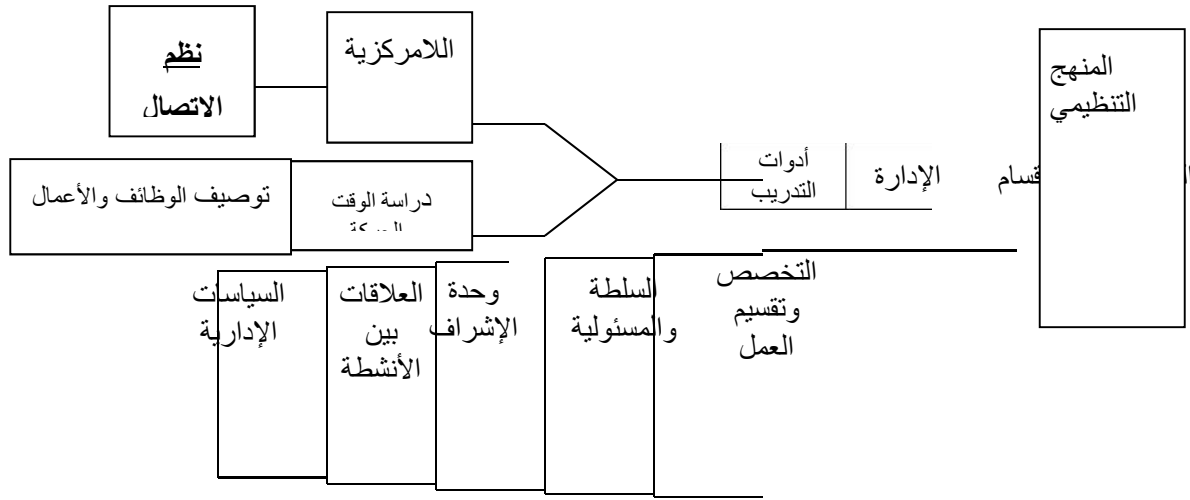 المنهج
التنظيمي
الإدارة
أدوات
التدريب
اللامركزية
نظم
الاتصال
دراسة الوقت
توصيف الوظائف والأعمال
التخصص
وتقسيم
العمل
السلطة
والمسئولية
وحدة
الإشراف
العلاقات
بين
الأنشطة
السياسات
الإدارية